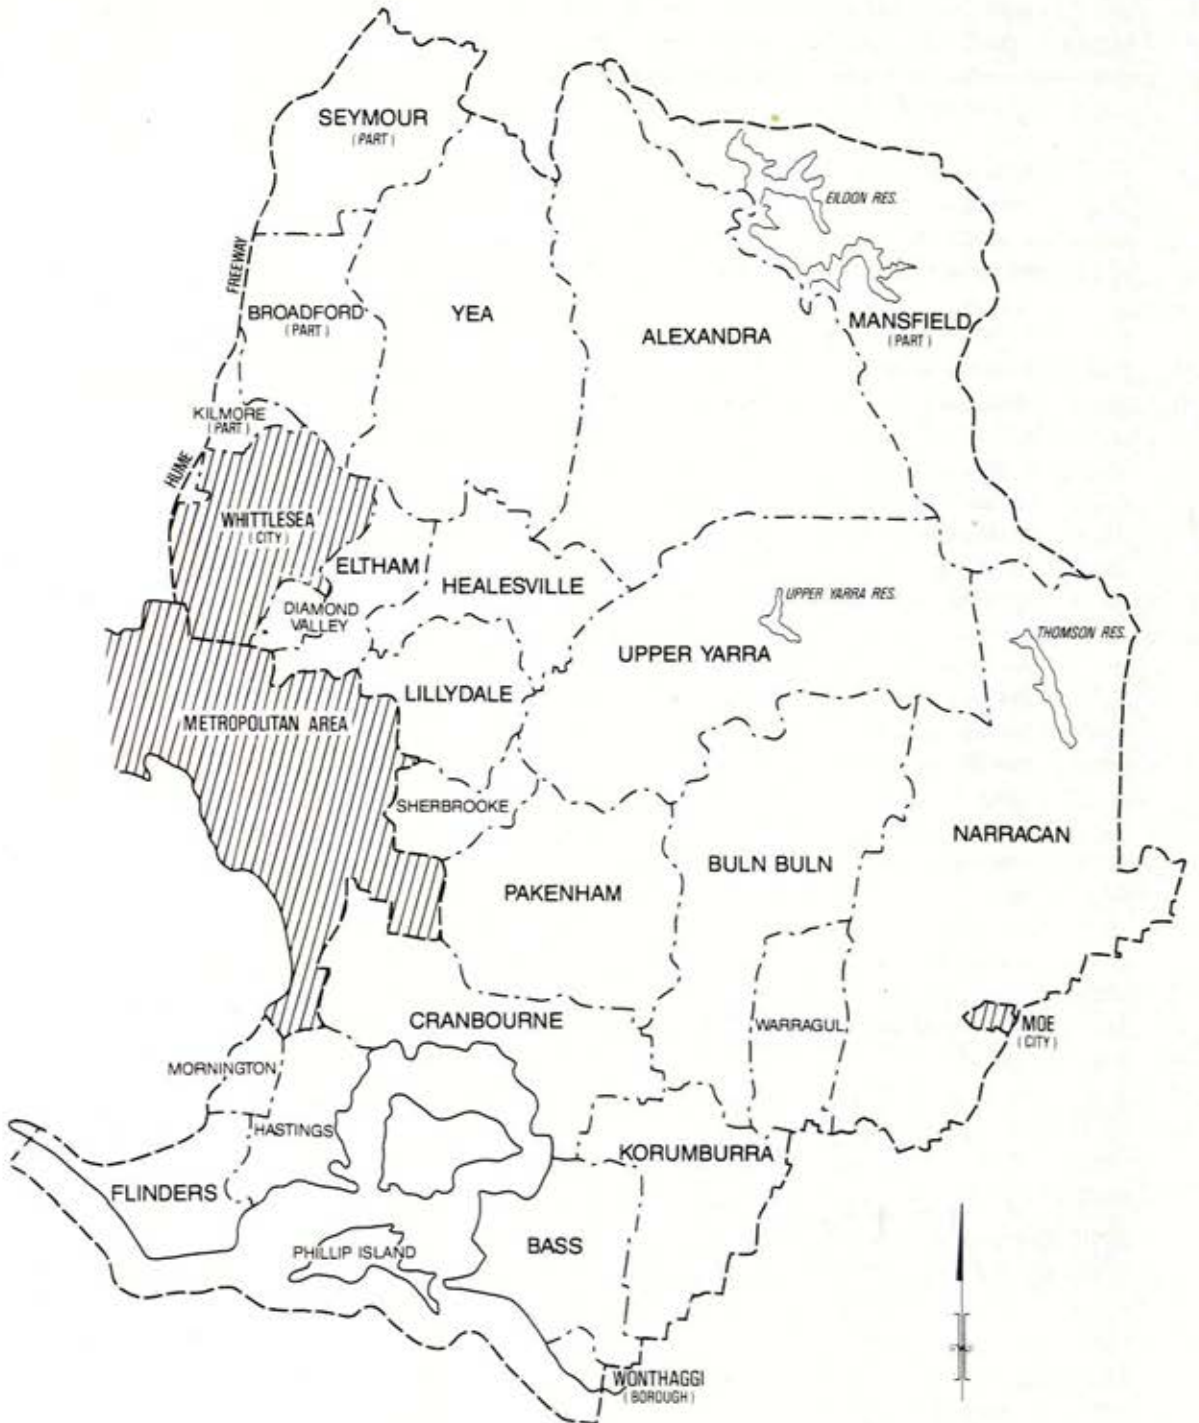 SEYMOUR
(PART)
EILDON RES.
FREEWAY
BROADFORD
(PART)
YEA
ALEXANDRA
MANSFIELD
(PART)
KILMORE
(PART)
HUME
WHITTLESEA
(CITY)
ELTHAM
HEALESVILLE
DIAMOND
VALLEY
UPPER YARRA RES.
THOMSON RES.
UPPER YARRA
LILLYDALE
METROPOLITAN AREA
SHERBROOKE
NARRACAN
BULN BULN
PAKENHAM
CRANBOURNE
WARRAGUL
MOE
(CITY)
MORNINGTON
HASTINGS
KORUMBURRA
FLINDERS
PHILLIP ISLAND
BASS
WONTHAGGI
(BOROUGH)